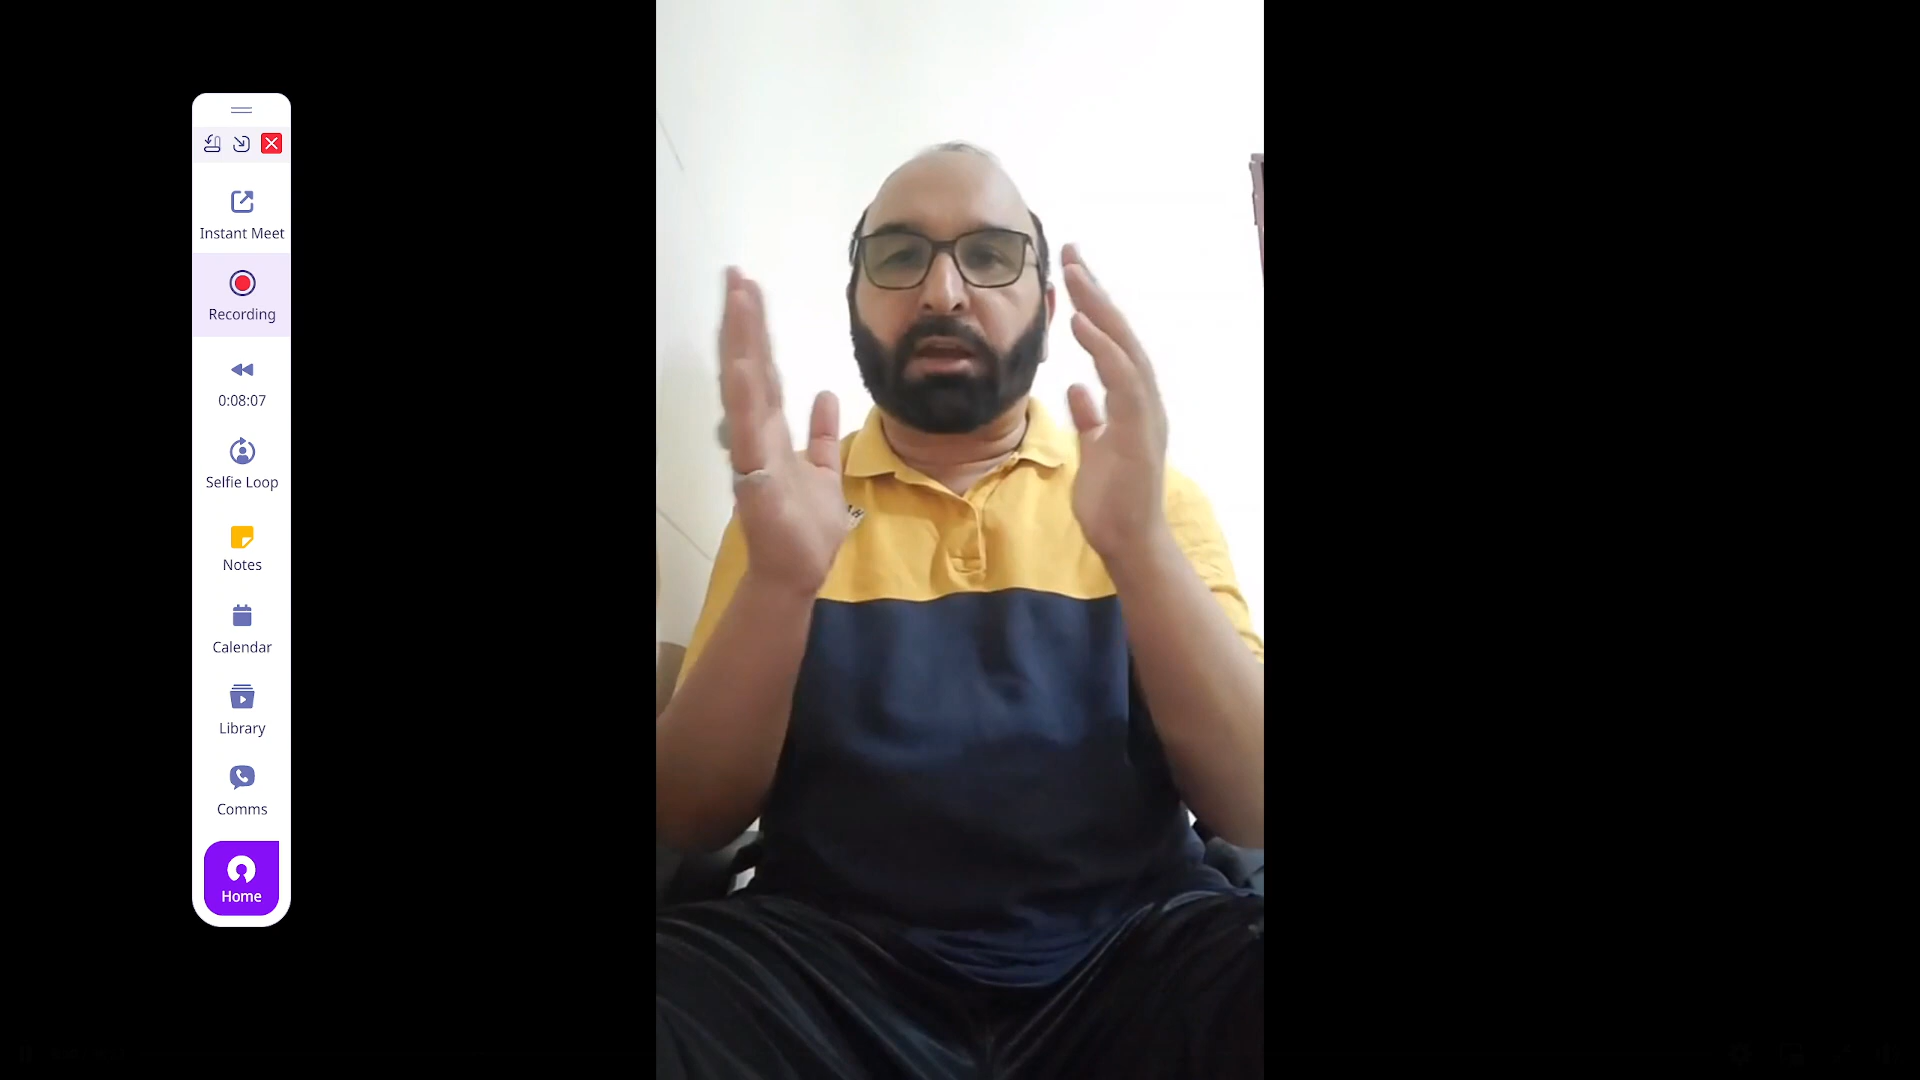 Instant Meet
Recording
0:08:07
Selfie Loop
Notes
Calendar
Library
Comms
Home